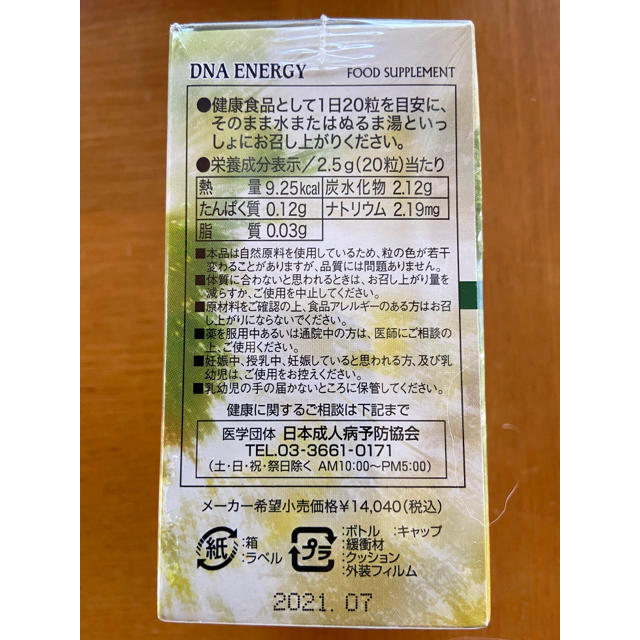 DNA ENERGY FOOD SUPPLEMENT
●健康食品として1日20粒を目安に、
そのまま水またはぬるま湯といっ
しょにお召し上がりください。
●栄養成分表示/2.5g(20粒)当たり
熱量 9.25kcal 炭水化物 2.12g
たんぱく質 0.12g ナトリウム 2.19mg
脂質 0.03g
■本品は自然原料を使用しているため、粒の色が若干
変わることがありますが、品質には問題ありません。
■体質に合わないと思われるときは、お召し上がり量を
減らすか、ご使用を中止してください。
■原材料をご確認の上、食品アレルギーのある方はお召
し上がりにならないでください。
■薬を服用中あるいは通院中の方は、医師にご相談の
上、ご使用ください。
■妊娠中、授乳中、妊娠していると思われる方、及び乳
幼児は、ご使用をお控えください。
■乳幼児の手の届かないところに保管してください。
健康に関するご相談は下記まで
医学団体 日本成人病予防協会
TEL.03-3661-0171
(土・日・祝・祭日除く AM10:00〜PM5:00)
メーカー希望小売価格¥14,040(税込)
紙 :箱 :ラベル
プラ :ボトル :キャップ
:緩衝材
:クッション
:外装フィルム
2021.07